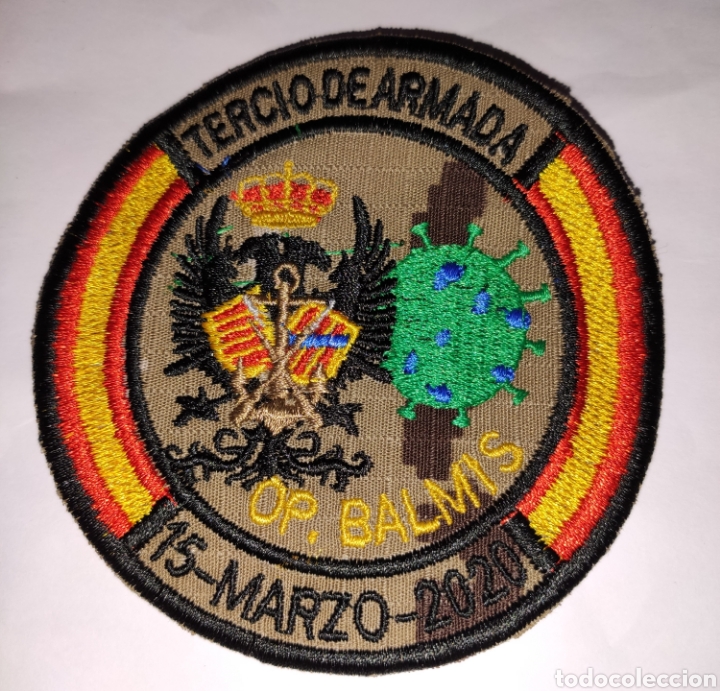 TERCIO DE ARMADA
OP. BALMIS
15-MARZO-2020
todocoleccion